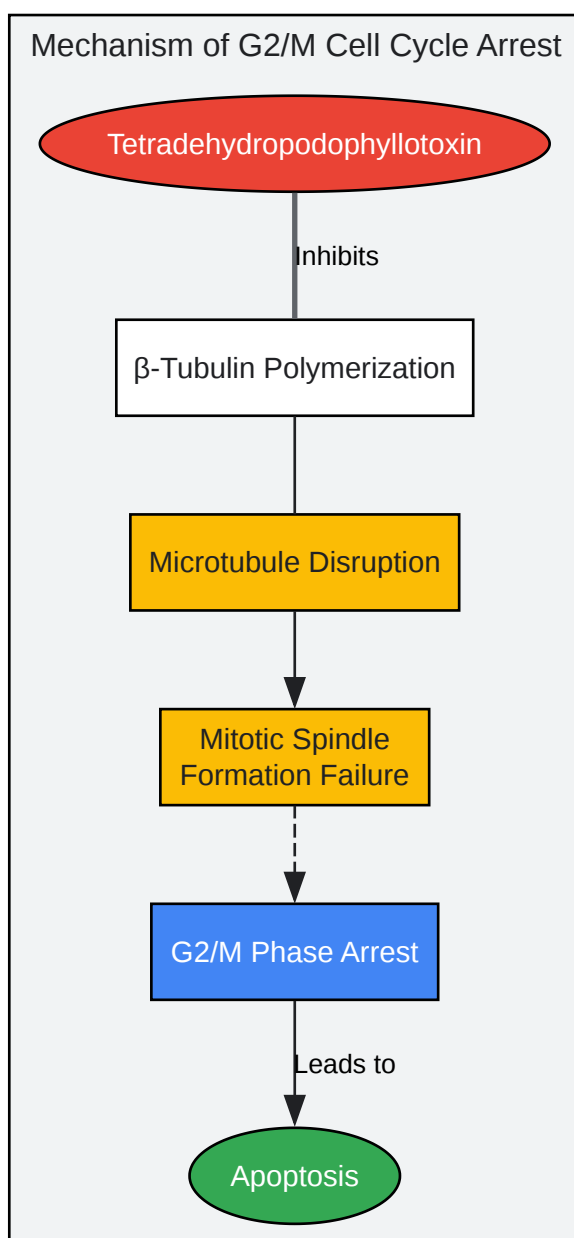 Mechanism of G2/M Cell Cycle Arrest
Tetradehydropodophyllotoxin
Inhibits
β-Tubulin Polymerization
Microtubule Disruption
Mitotic Spindle
Formation Failure
G2/M Phase Arrest
Leads to
Apoptosis